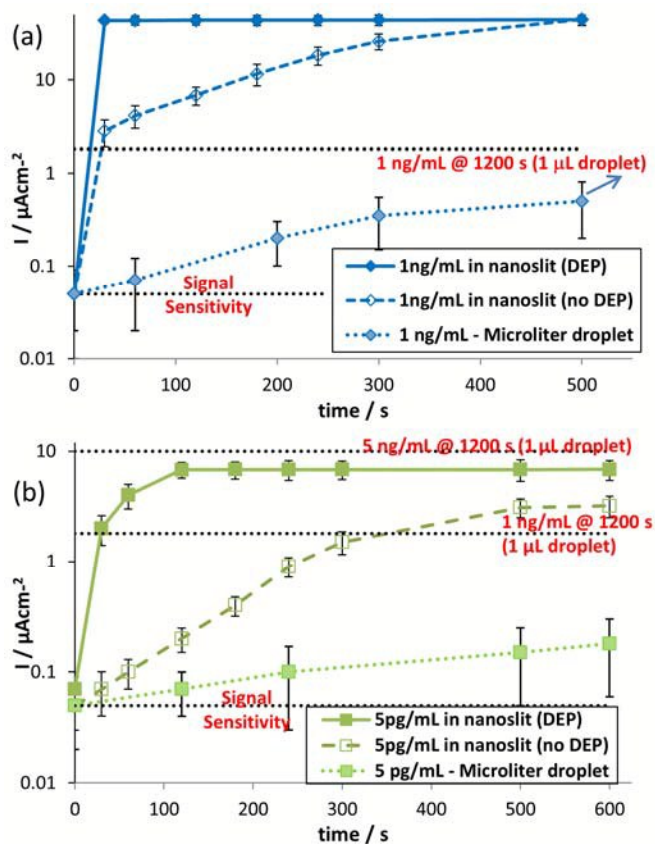 (a)
10
1
0.1
0.01
I / µAcm-2
1 ng/mL @ 1200 s (1 µL droplet)
Signal
Sensitivity
1ng/mL in nanoslit (DEP)
1ng/mL in nanoslit (no DEP)
1 ng/mL - Microliter droplet
0 100 200 300 400 500
time / s
(b)
10
1
0.1
0.01
I / µAcm-2
5 ng/mL @ 1200 s (1 µL droplet)
1 ng/mL @ 1200 s
(1 µL droplet)
Signal
Sensitivity
5pg/mL in nanoslit (DEP)
5pg/mL in nanoslit (no DEP)
5 pg/mL - Microliter droplet
0 100 200 300 400 500 600
time / s